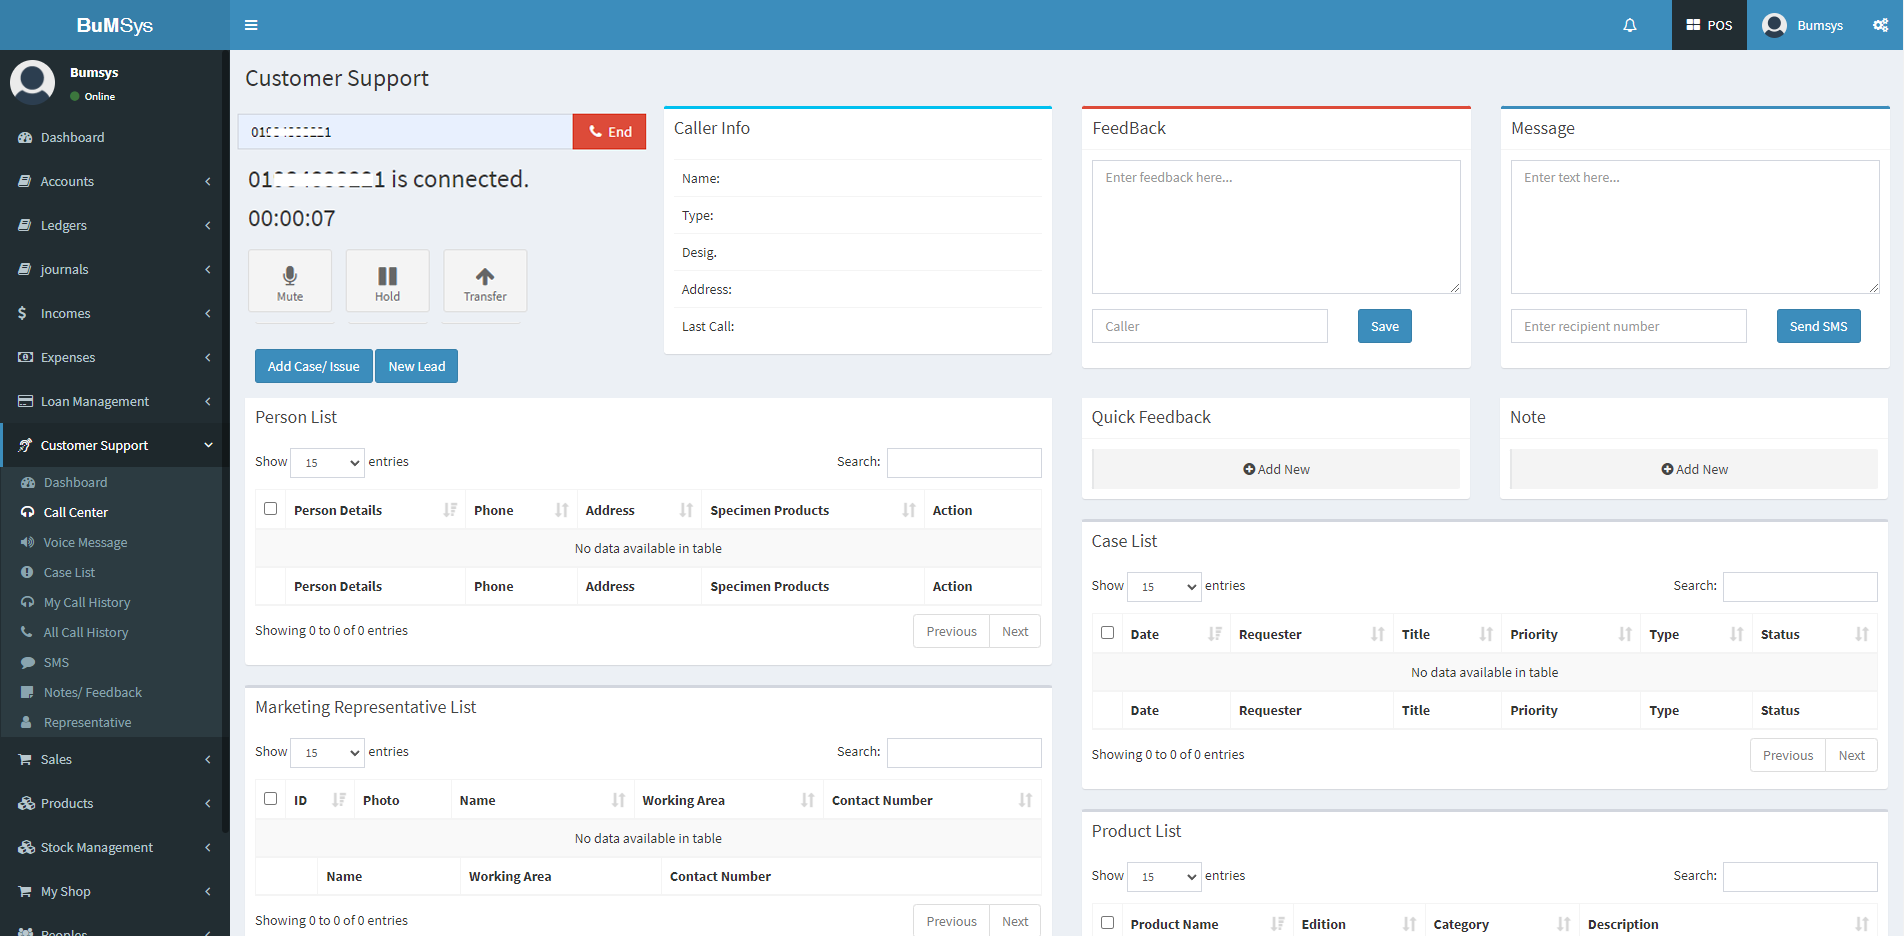 BuMSys
POS
Bumsys
Bumsys
Online
Dashboard
Accounts
Ledgers
journals
Incomes
Expenses
Loan Management
Customer Support
Dashboard
Call Center
Voice Message
Case List
My Call History
All Call History
SMS
Notes/ Feedback
Representative
Sales
Products
Stock Management
My Shop
Peoples
Customer Support
End
is connected.
00:00:07
Mute
Hold
Transfer
Add Case/ Issue
New Lead
Caller Info
Name:
Type:
Desig.
Address:
Last Call:
FeedBack
Enter feedback here...
Caller
Save
Message
Enter text here...
Enter recipient number
Send SMS
Person List
Show 15 entries
Search:
Person Details Phone Address Specimen Products Action
No data available in table
Person Details Phone Address Specimen Products Action
Showing 0 to 0 of 0 entries
Previous Next
Quick Feedback
Add New
Note
Add New
Marketing Representative List
Show 15 entries
Search:
ID Photo Name Working Area Contact Number
No data available in table
Name Working Area Contact Number
Showing 0 to 0 of 0 entries
Previous Next
Case List
Show 15 entries
Search:
Date Requester Title Priority Type Status
No data available in table
Date Requester Title Priority Type Status
Showing 0 to 0 of 0 entries
Previous Next
Product List
Show 15 entries
Search:
Product Name Edition Category Description